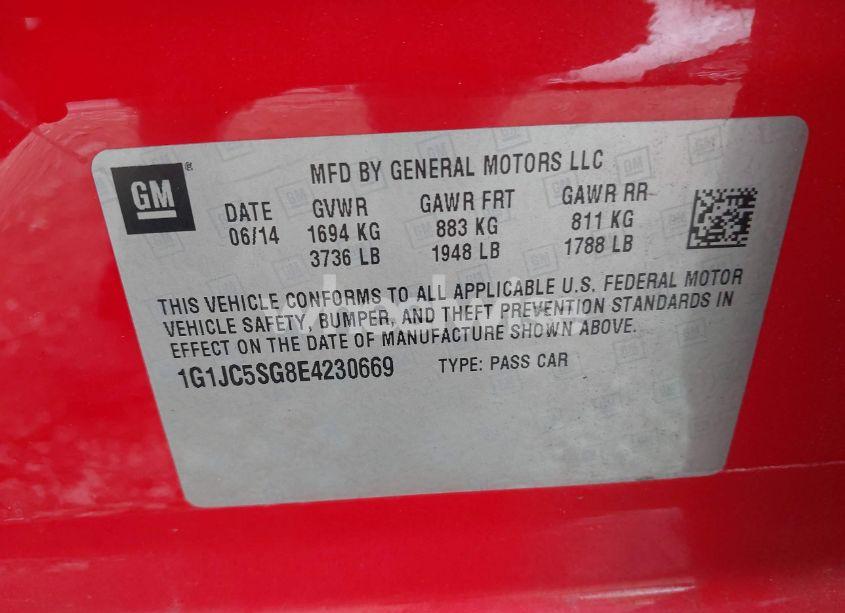 GM
MFD BY GENERAL MOTORS LLC
DATE GVWR GAWR FRT GAWR RR
06/14 1694 KG 883 KG 811 KG
3736 LB 1948 LB 1788 LB
THIS VEHICLE CONFORMS TO ALL APPLICABLE U.S. FEDERAL MOTOR
VEHICLE SAFETY, BUMPER, AND THEFT PREVENTION STANDARDS IN
EFFECT ON THE DATE OF MANUFACTURE SHOWN ABOVE.
1G1JC5SG8E4230669 TYPE: PASS CAR